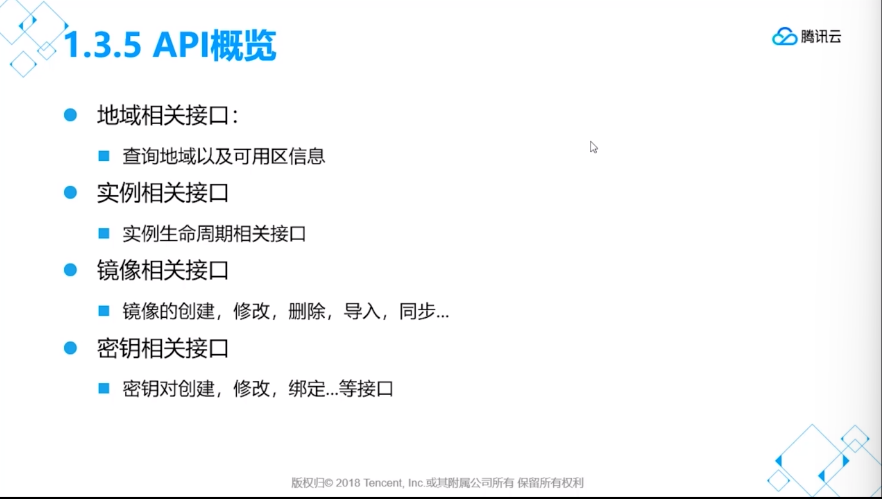 1.3.5 API概览
腾讯云
地域相关接口：
查询地域以及可用区信息
实例相关接口
实例生命周期相关接口
镜像相关接口
镜像的创建，修改，删除，导入，同步...
密钥相关接口
密钥对创建，修改，绑定...等接口
版权归© 2018 Tencent, Inc.或其附属公司所有 保留所有权利